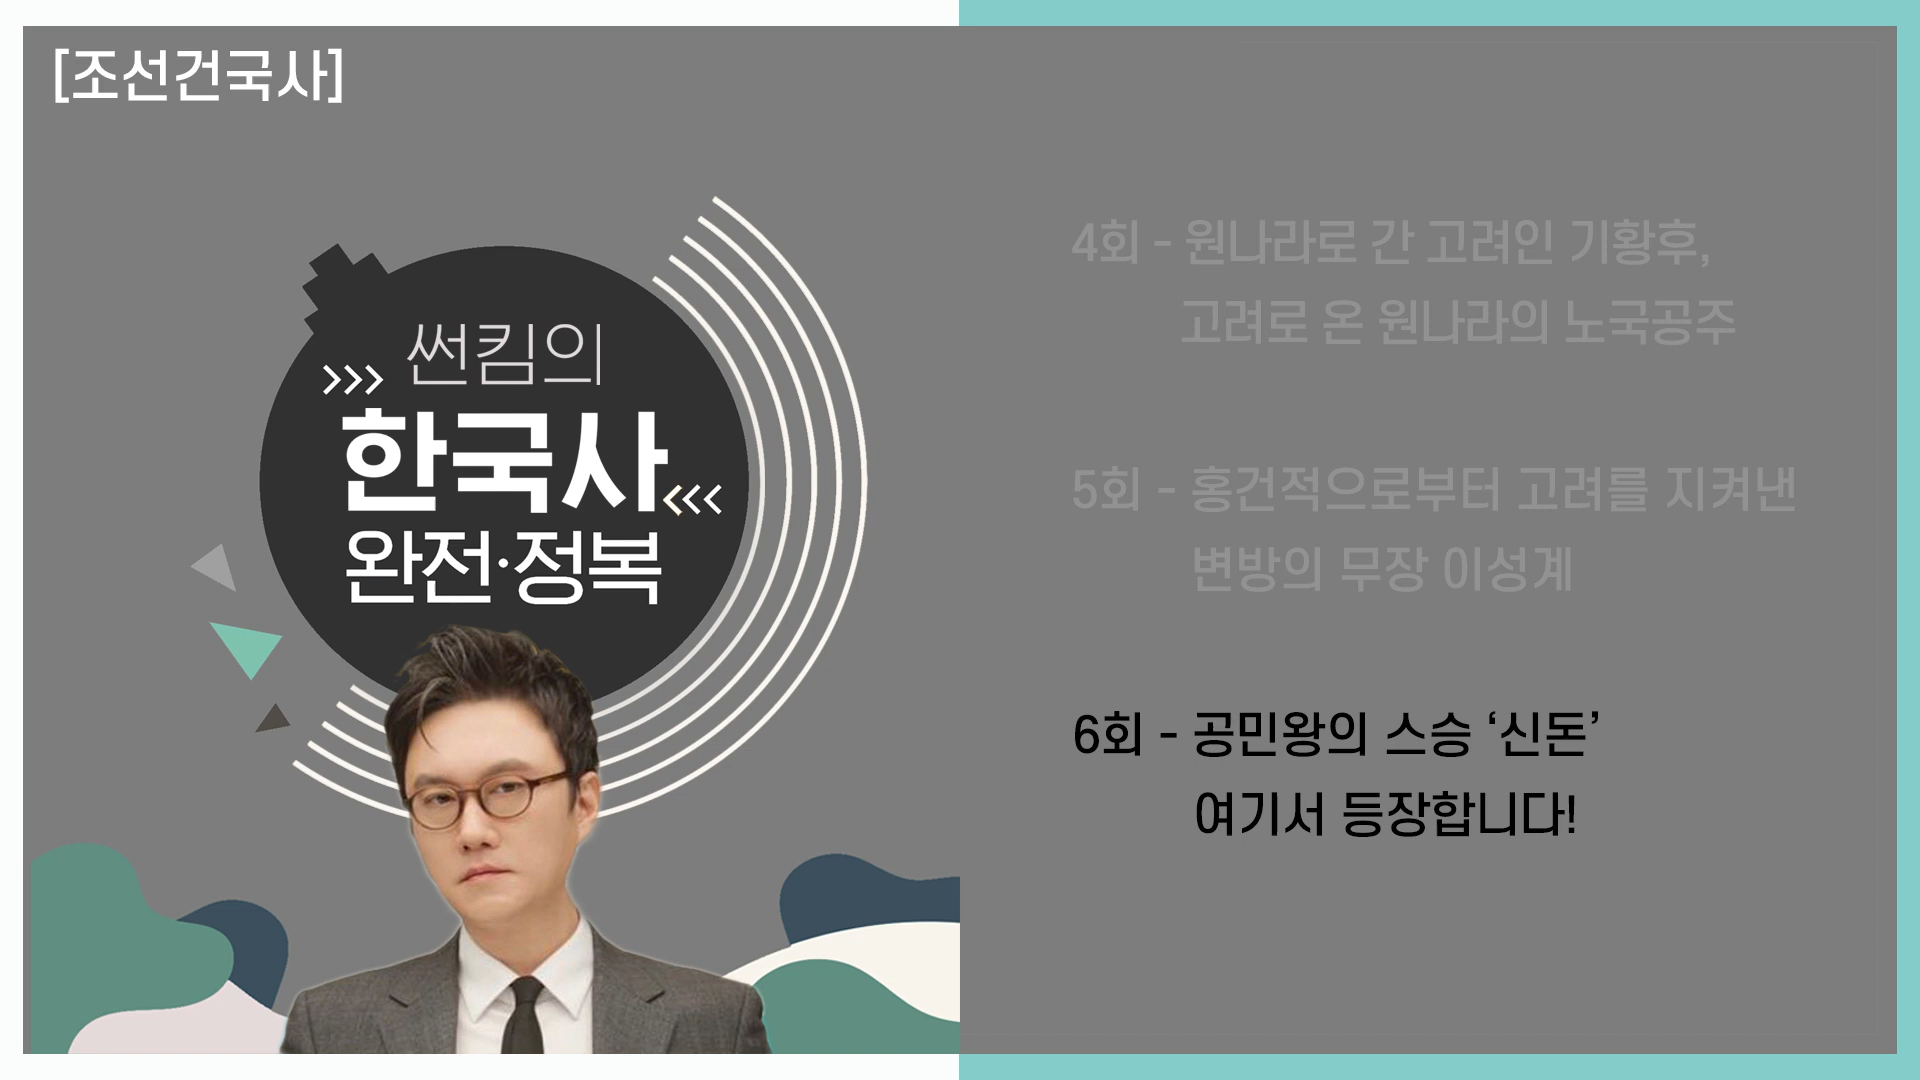 [조선건국사]
썬킴의
한국사
완전·정복
4회 - 원나라로 간 고려인 기황후,
고려로 온 원나라의 노국공주
5회 - 홍건적으로부터 고려를 지켜낸
변방의 무장 이성계
6회 - 공민왕의 스승 ‘신돈’
여기서 등장합니다!